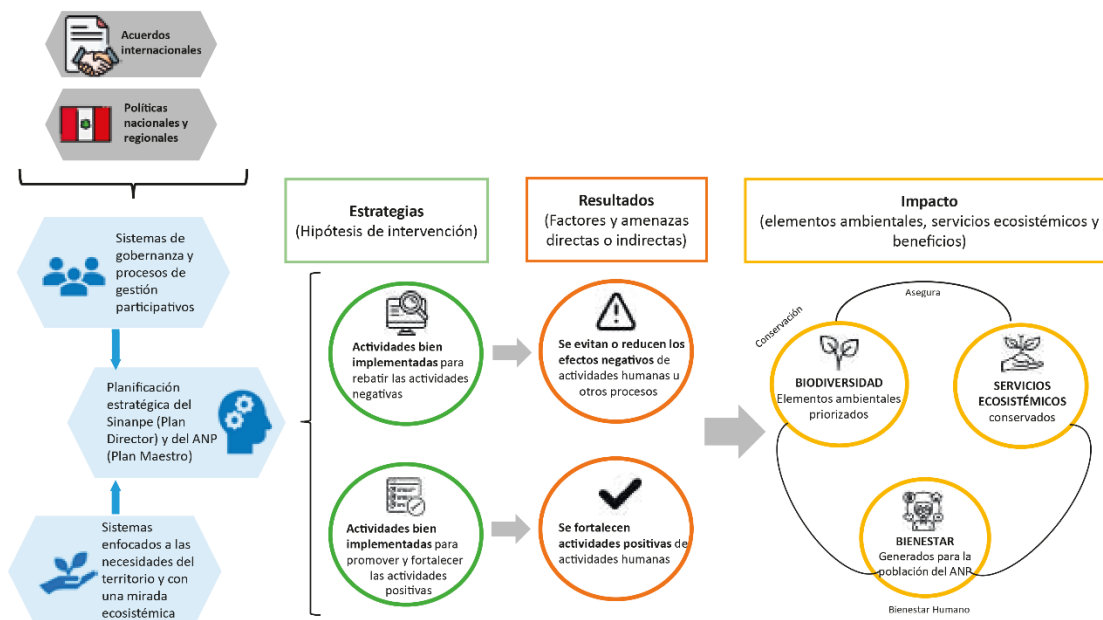 Acuerdos
internacionales
Políticas
nacionales y
regionales
Sistemas de
gobernanza y
procesos de
gestión
participativos
Planificación
estratégica del
Sinanpe (Plan
Director) y del ANP
(Plan Maestro)
Sistemas
enfocados a las
necesidades del
territorio y con
una mirada
ecosistémica
Estrategias
(Hipótesis de intervención)
Actividades bien
implementadas para
rebatir las actividades
negativas
Actividades bien
implementadas para
promover y fortalecer
las actividades
positivas
Resultados
(Factores y amenazas
directas o indirectas)
Se evitan o reducen los
efectos negativos de
actividades humanas u
otros procesos
Se fortalecen
actividades positivas de
actividades humanas
Impacto
(elementos ambientales, servicios ecosistémicos y
beneficios)
Asegura
Conservación
BIODIVERSIDAD
Elementos ambientales
priorizados
SERVICIOS
ECOSISTÉMICOS
conservados
BIENESTAR
Generados para la
población del ANP
Bienestar Humano